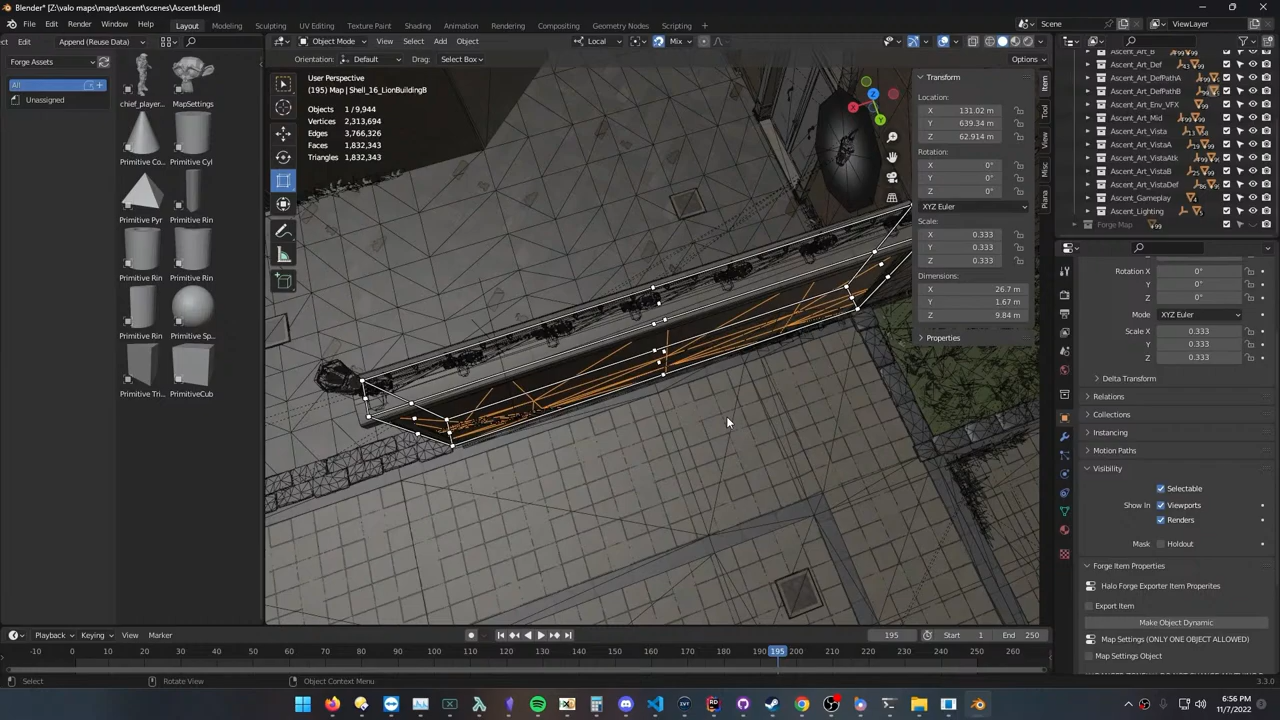 Blender* [Z:\valo maps\maps\ascent\scenes\Ascent.blend]
File Edit Render Window Help
Layout Modeling Sculpting UV Editing Texture Paint Shading Animation Rendering Compositing Geometry Nodes Scripting +
Scene ViewLayer
Edit Append (Reuse Data)
Object Mode View Select Add Object Local Mix
Forge Assets
Orientation: Default Drag: Select Box Options
All
Unassigned
chief_player... MapSettings
Primitive Co... Primitive Cyl
Primitive Pyr Primitive Rin
Primitive Rin Primitive Rin
Primitive Rin Primitive Sp...
Primitive Tri... PrimitiveCub
User Perspective
(195) Map | Shell_16_LionBuildingB
Objects 1 / 9,944
Vertices 2,313,694
Edges 3,766,326
Faces 1,832,343
Triangles 1,832,343
X
Y
Z
Transform
Location:
X 131.02 m
Y 639.34 m
Z 62.914 m
Rotation:
X 0°
Y 0°
Z 0°
XYZ Euler
Scale:
X 0.333
Y 0.333
Z 0.333
Dimensions:
X 26.7 m
Y 1.67 m
Z 9.84 m
Properties
Item
Tool
View
Misc
Plana
Ascent_Art_B
Ascent_Art_Def
Ascent_Art_DefPathA
Ascent_Art_DefPathB
Ascent_Art_Env_VFX
Ascent_Art_Mid
Ascent_Art_Vista
Ascent_Art_VistaA
Ascent_Art_VistaAtk
Ascent_Art_VistaB
Ascent_Art_VistaDef
Ascent_Gameplay
Ascent_Lighting
Forge Map
Rotation X 0°
Y 0°
Z 0°
Mode XYZ Euler
Scale X 0.333
Y 0.333
Z 0.333
Delta Transform
Relations
Collections
Instancing
Motion Paths
Visibility
Selectable
Show In Viewports
Renders
Mask Holdout
Forge Item Properties
Halo Forge Exporter Item Properites
Export Item
Make Object Dynamic
Map Settings (ONLY ONE OBJECT ALLOWED)
Map Settings Object
Playback Keying View Marker 195 Start 1 End 250
-10 0 10 20 30 40 50 60 70 80 90 100 110 120 130 140 150 160 170 180 190 195 200 210 220 230 240 250 260
Select Rotate View Object Context Menu 3.3.0
6:56 PM
11/7/2022